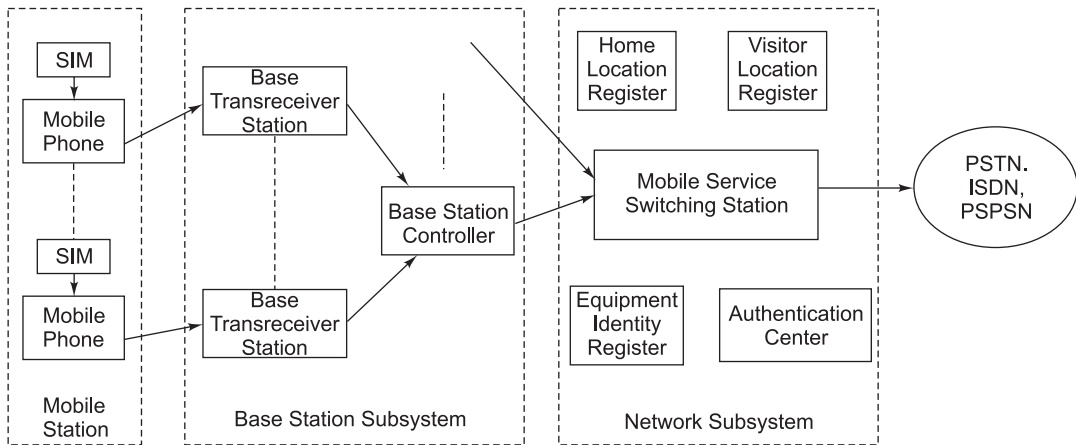 SIM
Mobile
Phone
SIM
Mobile
Phone
Mobile
Station
Base
Transreceiver
Station
Base
Transreceiver
Station
Base Station
Controller
Base Station Subsystem
Home
Location
Register
Visitor
Location
Register
Mobile Service
Switching Station
Equipment
Identity
Register
Authentication
Center
Network Subsystem
PSTN.
ISDN,
PSPSN